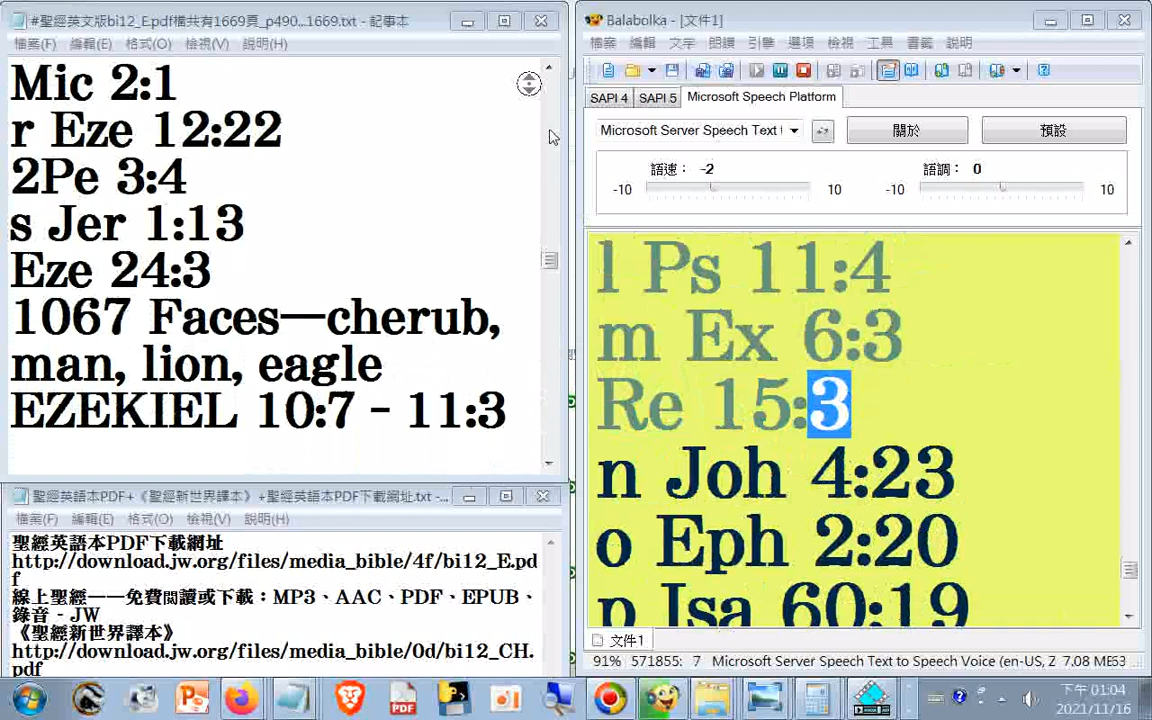 #聖經英文版bi12_E.pdf檔共有1669頁_p490...1669.txt - 記事本
檔案(F) 編輯(E) 格式(O) 檢視(V) 說明(H)
Mic 2:1
r Eze 12:22
2Pe 3:4
s Jer 1:13
Eze 24:3
1067 Faces—cherub,
man, lion, eagle
EZEKIEL 10:7 - 11:3
聖經英語本PDF+《聖經新世界譯本》+聖經英語本PDF下載網址.txt - ...
檔案(F) 編輯(E) 格式(O) 檢視(V) 說明(H)
聖經英語本PDF下載網址
http://download.jw.org/files/media_bible/4f/bi12_E.pd
f
線上聖經——免費閱讀或下載：MP3、AAC、PDF、EPUB、
錄音 - JW
《聖經新世界譯本》
http://download.jw.org/files/media_bible/0d/bi12_CH.
pdf
Balabolka - [文件1]
檔案 編輯 文字 朗讀 引擎 選項 檢視 工具 書籤 說明
SAPI 4 SAPI 5 Microsoft Speech Platform
Microsoft Server Speech Text 關於 預設
語速： -2 語調： 0
-10 10 -10 10
l Ps 11:4
m Ex 6:3
Re 15:3
n Joh 4:23
o Eph 2:20
p Isa 60:19
文件1
91% 571855: 7 Microsoft Server Speech Text to Speech Voice (en-US, Z 7.08 ME53
PDF
下午 01:04
2021/11/16